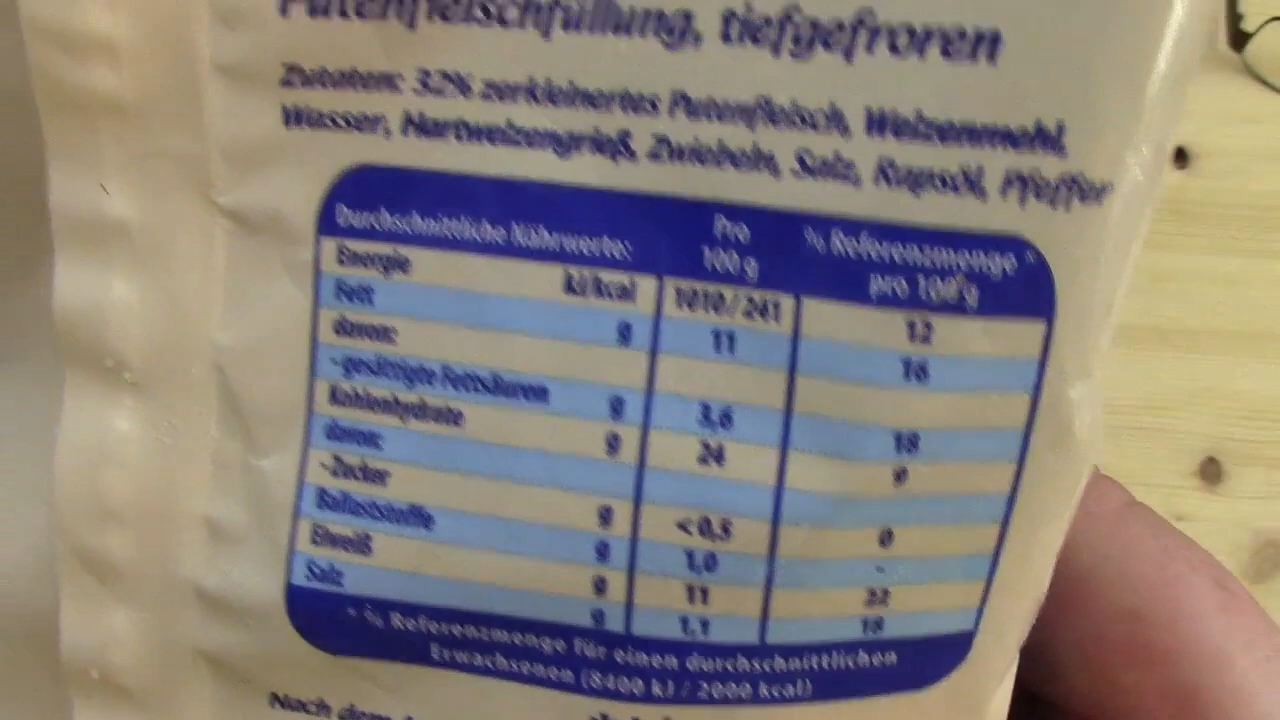 Putenfleischfüllung, tiefgefroren
Zutaten: 32% zerkleinertes Putenfleisch, Weizenmehl,
Wasser, Hartweizengrieß, Zwiebeln, Salz, Rapsöl, Pfeffer
Durchschnittliche Nährwerte: Pro 100 g % Referenzmenge * pro 100 g
Energie kJ/kcal 1010/241 12
Fett g 11 16
davon:
-gesättigte Fettsäuren g 3,6 18
Kohlenhydrate g 24 9
davon:
-Zucker g <0,5 0
Ballaststoffe g 1,0 -
Eiweiß g 11 22
Salz g 1,1 18
* % Referenzmenge für einen durchschnittlichen
Erwachsenen (8400 kJ / 2000 kcal)
Nach dem